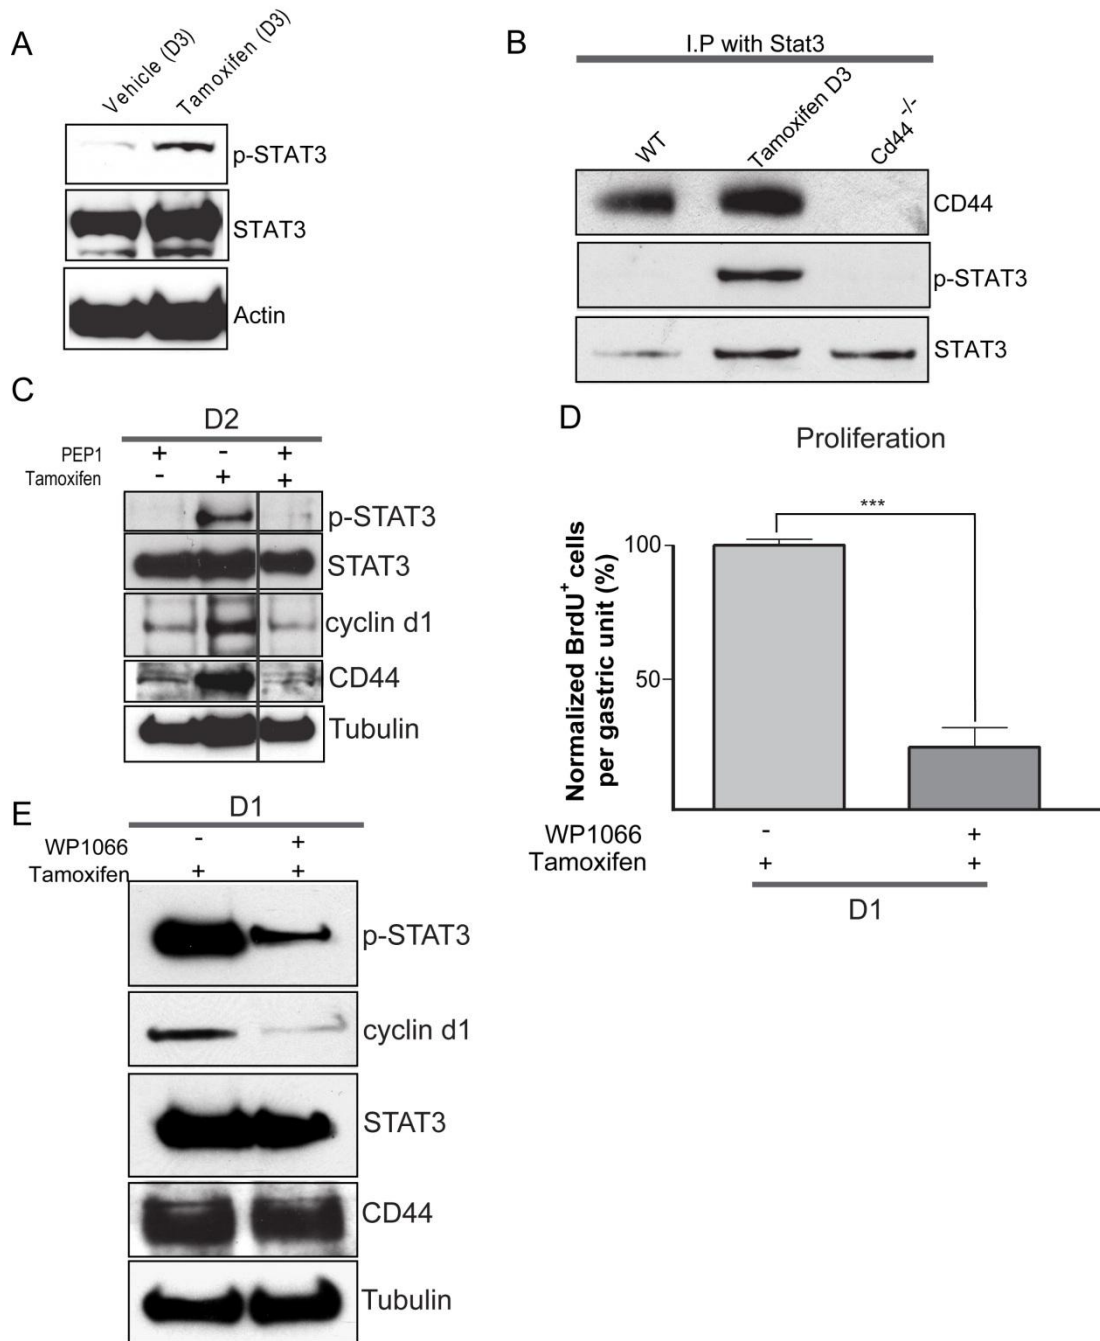 A
Vehicle (D3)
Tamoxifen (D3)
p-STAT3
STAT3
Actin
B
I.P with Stat3
WT
Tamoxifen D3
Cd44 -/-
CD44
p-STAT3
STAT3
C
D2
PEP1 + - +
Tamoxifen - + +
p-STAT3
STAT3
cyclin d1
CD44
Tubulin
D
Proliferation
***
Normalized BrdU+ cells
per gastric unit (%)
100
50
WP1066 - +
Tamoxifen + +
D1
E
D1
WP1066 - +
Tamoxifen + +
p-STAT3
cyclin d1
STAT3
CD44
Tubulin